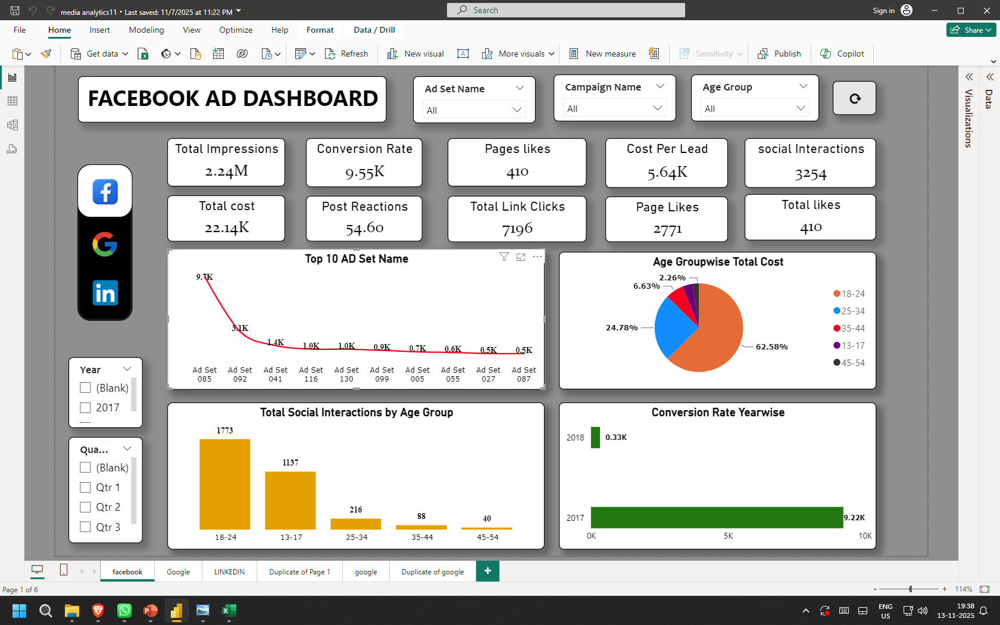 media analytics11 • Last saved: 11/7/2025 at 11:22 PM
Search
Sign in
File Home Insert Modeling View Optimize Help Format Data / Drill
Share
Get data
Refresh
New visual
More visuals
New measure
Sensitivity
Publish
Copilot
FACEBOOK AD DASHBOARD
Ad Set Name
All
Campaign Name
All
Age Group
All
Visualizations
Data
DAX
Total Impressions
2.24M
Conversion Rate
9.55K
Pages likes
410
Cost Per Lead
5.64K
social Interactions
3254
Total cost
22.14K
Post Reactions
54.60
Total Link Clicks
7196
Page Likes
2771
Total likes
410
Top 10 AD Set Name
9.7K
3.1K
1.4K
1.0K
1.0K
0.9K
0.7K
0.6K
0.5K
0.5K
Ad Set 085
Ad Set 092
Ad Set 041
Ad Set 116
Ad Set 130
Ad Set 099
Ad Set 005
Ad Set 055
Ad Set 027
Ad Set 087
Age Groupwise Total Cost
2.26%
6.63%
24.78%
62.58%
18-24
25-34
35-44
13-17
45-54
Year
(Blank)
2017
Qua...
(Blank)
Qtr 1
Qtr 2
Qtr 3
Total Social Interactions by Age Group
1773
1137
216
88
40
18-24
13-17
25-34
35-44
45-54
Conversion Rate Yearwise
2018
0.33K
2017
9.22K
0K
5K
10K
facebook
Google
LINKEDIN
Duplicate of Page 1
google
Duplicate of google
Page 1 of 6
114%
ENG
US
19:38
13-11-2025